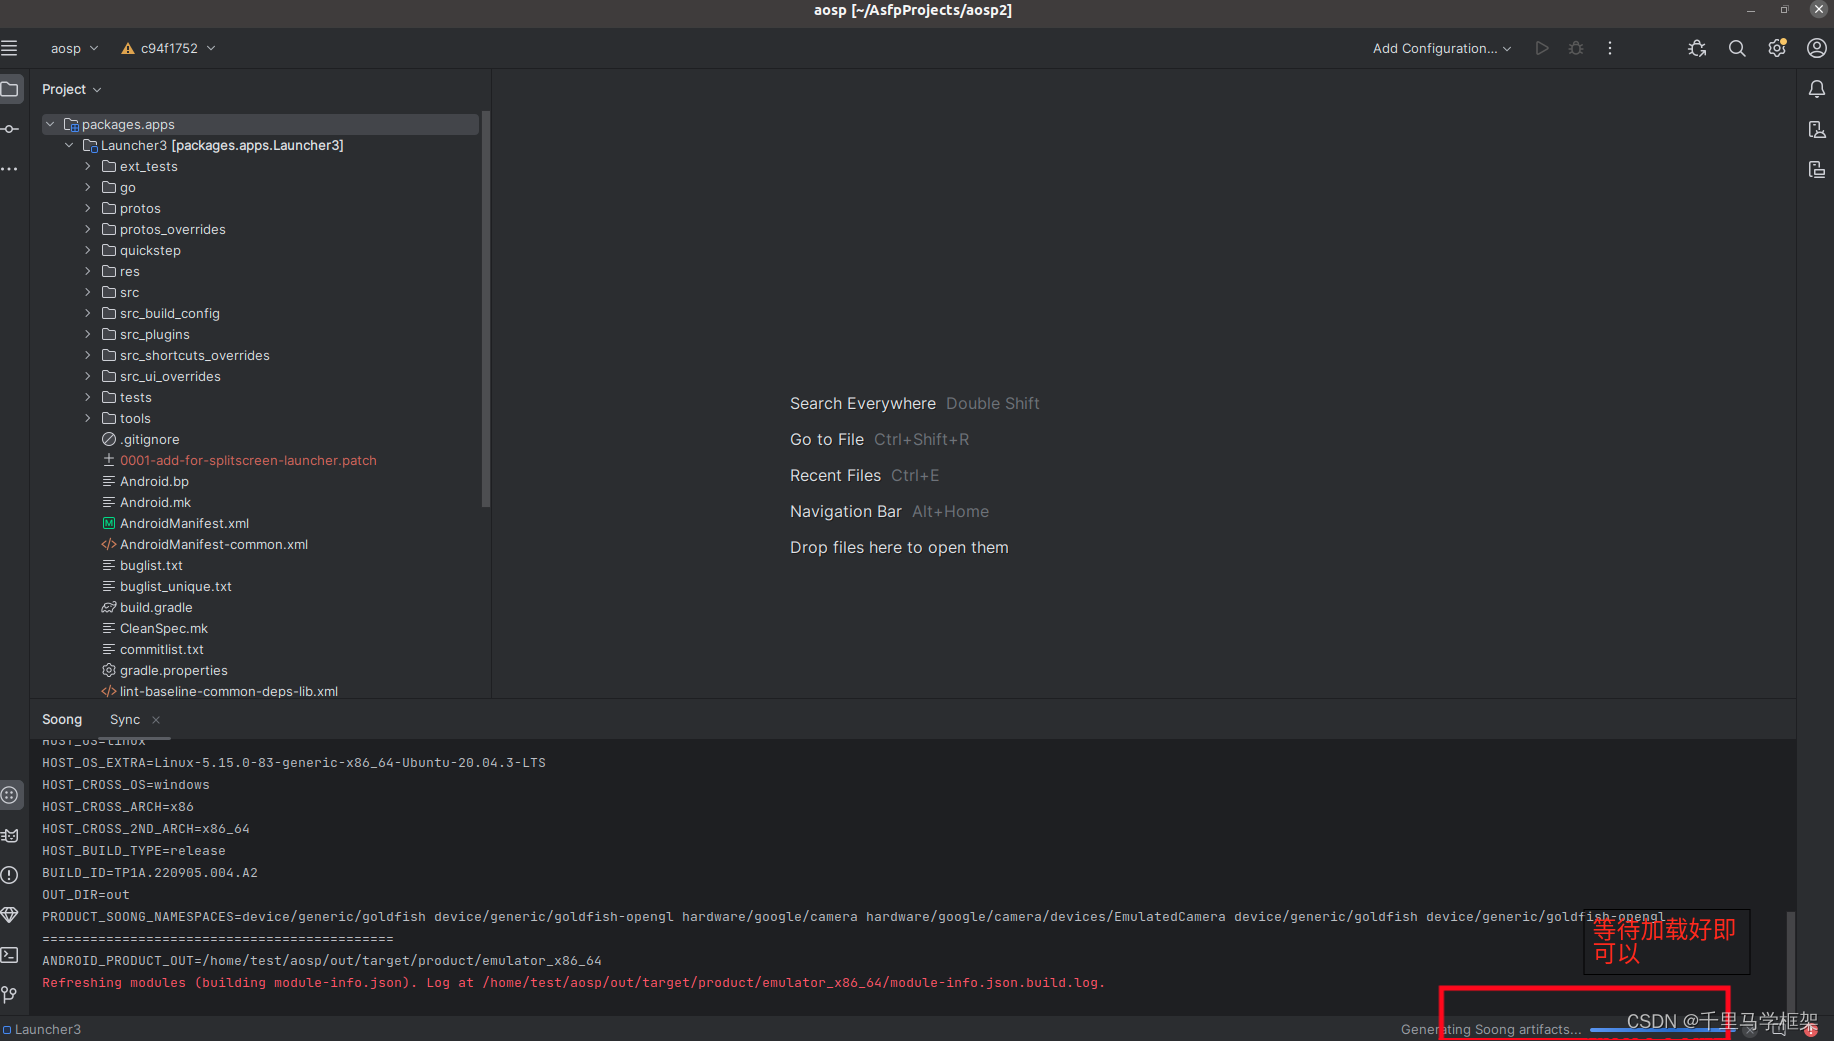 aosp [~/AsfpProjects/aosp2]
aosp
c94f1752
Add Configuration...
Project
packages.apps
Launcher3 [packages.apps.Launcher3]
ext_tests
go
protos
protos_overrides
quickstep
res
src
src_build_config
src_plugins
src_shortcuts_overrides
src_ui_overrides
tests
tools
.gitignore
0001-add-for-splitscreen-launcher.patch
Android.bp
Android.mk
AndroidManifest.xml
AndroidManifest-common.xml
buglist.txt
buglist_unique.txt
build.gradle
CleanSpec.mk
commitlist.txt
gradle.properties
lint-baseline-common-deps-lib.xml
Search Everywhere Double Shift
Go to File Ctrl+Shift+R
Recent Files Ctrl+E
Navigation Bar Alt+Home
Drop files here to open them
Soong
Sync
HOST_OS=linux
HOST_OS_EXTRA=Linux-5.15.0-83-generic-x86_64-Ubuntu-20.04.3-LTS
HOST_CROSS_OS=windows
HOST_CROSS_ARCH=x86
HOST_CROSS_2ND_ARCH=x86_64
HOST_BUILD_TYPE=release
BUILD_ID=TP1A.220905.004.A2
OUT_DIR=out
PRODUCT_SOONG_NAMESPACES=device/generic/goldfish device/generic/goldfish-opengl hardware/google/camera hardware/google/camera/devices/EmulatedCamera device/generic/goldfish device/generic/goldfish-opengl
============================================
ANDROID_PRODUCT_OUT=/home/test/aosp/out/target/product/emulator_x86_64
Refreshing modules (building module-info.json). Log at /home/test/aosp/out/target/product/emulator_x86_64/module-info.json.build.log.
等待加载好即
可以
Launcher3
Generating Soong artifacts...
CSDN @千里马学框架